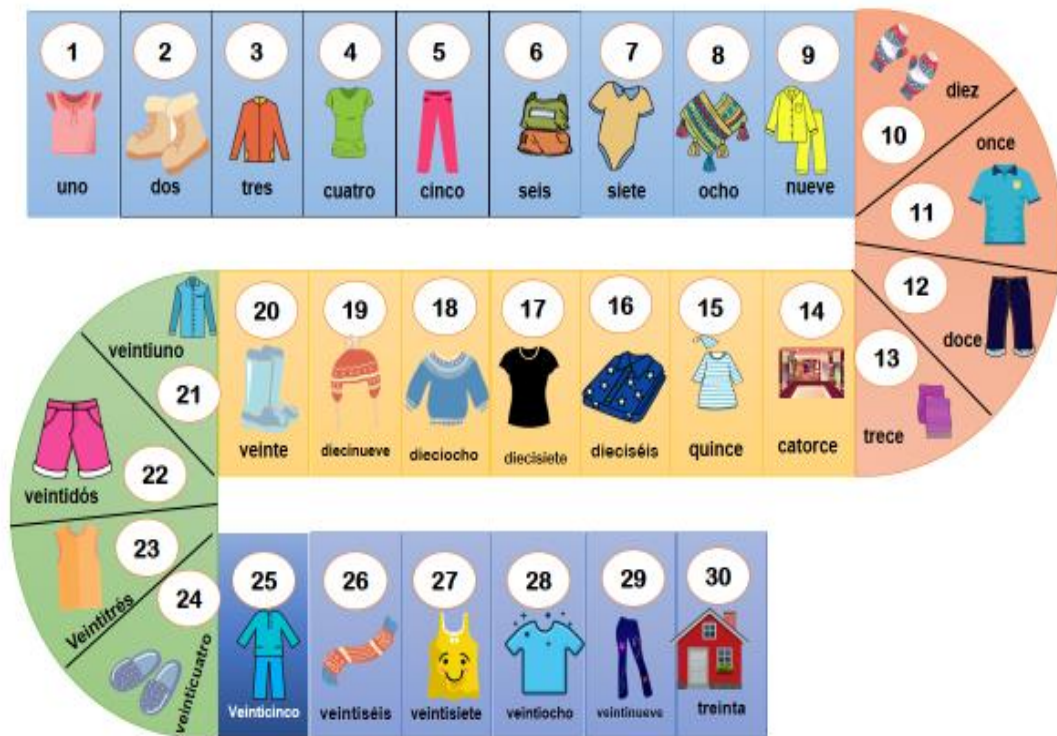 1 2 3 4 5 6 7 8 9
uno dos tres cuatro cinco seis siete ocho nueve
diez
10
once
11
12
doce
13
trece
20 19 18 17 16 15 14
veinte diecinueve dieciocho diecisiete dieciséis quince catorce
veintiuno
21
22
veintidós
23
Veintitrés
24
veinticuatro
25 26 27 28 29 30
Veinticinco veintiséis veintisiete veintiocho veintinueve treinta